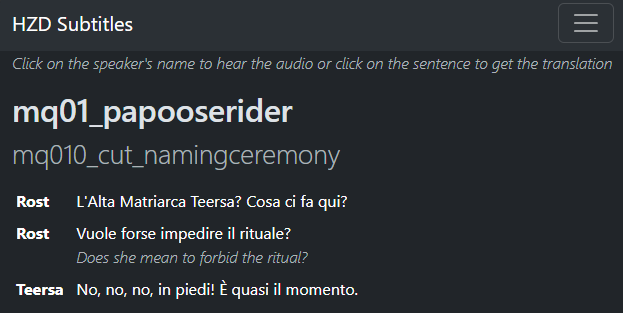 HZD Subtitles
Click on the speaker's name to hear the audio or click on the sentence to get the translation
mq01_papooserider
mq010_cut_namingceremony
Rost L'Alta Matriarca Teersa? Cosa ci fa qui?
Rost Vuole forse impedire il rituale?
Does she mean to forbid the ritual?
Teersa No, no, no, in piedi! È quasi il momento.